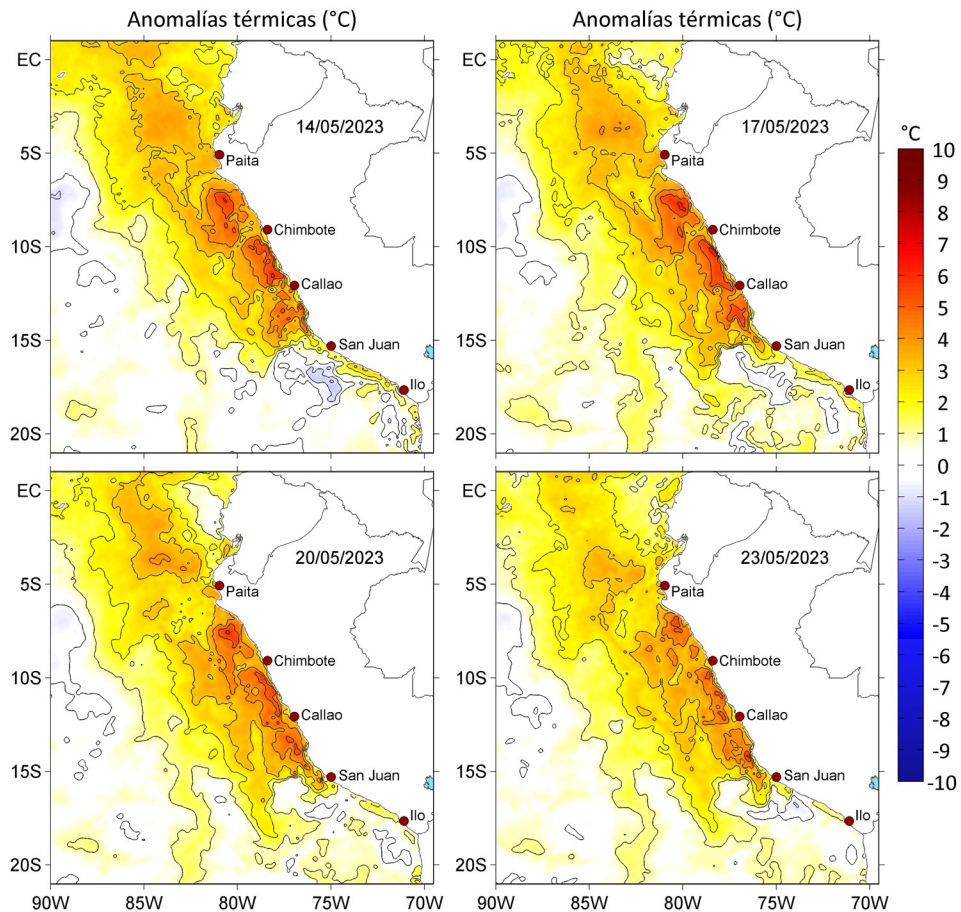 Anomalías térmicas (°C)
Anomalías térmicas (°C)
EC
5S
10S
15S
20S
14/05/2023
Paita
Chimbote
Callao
San Juan
Ilo
EC
5S
10S
15S
20S
17/05/2023
Paita
Chimbote
Callao
San Juan
Ilo
EC
5S
10S
15S
20S
20/05/2023
Paita
Chimbote
Callao
San Juan
Ilo
90W 85W 80W 75W 70W
EC
5S
10S
15S
20S
23/05/2023
Paita
Chimbote
Callao
San Juan
Ilo
90W 85W 80W 75W 70W
°C
10
9
8
7
6
5
4
3
2
1
0
-1
-2
-3
-4
-5
-6
-7
-8
-9
-10